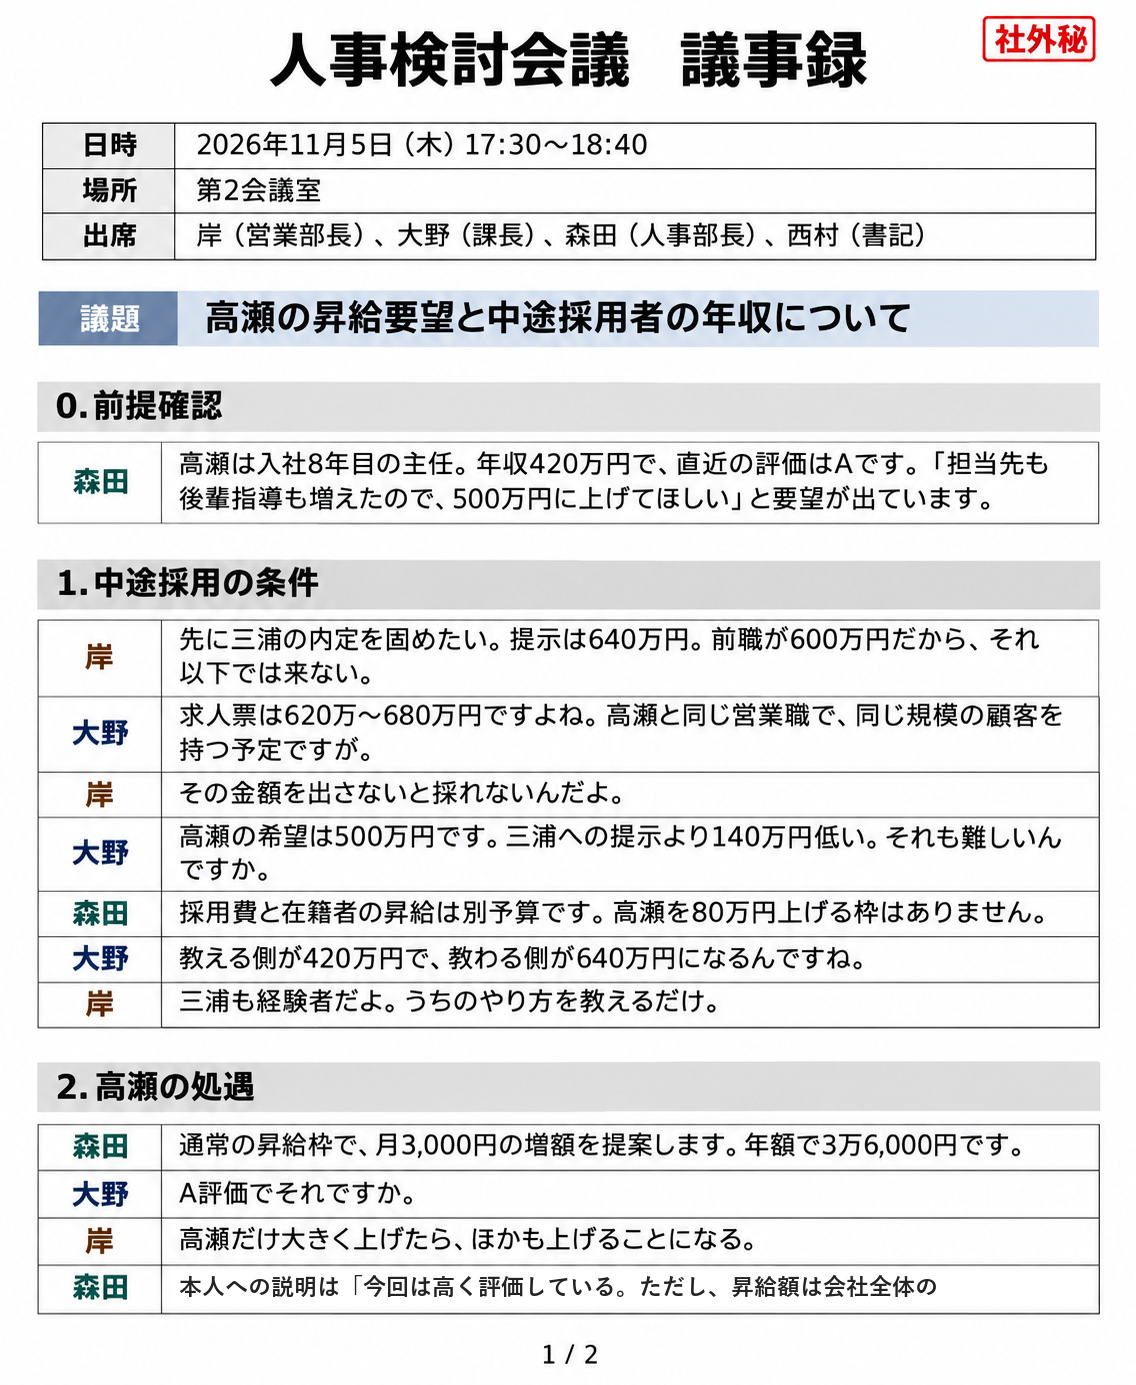 人事検討会議 議事録
社外秘
日時 2026年11月5日（木）17:30～18:40
場所 第2会議室
出席 岸（営業部長）、大野（課長）、森田（人事部長）、西村（書記）
議題 高瀬の昇給要望と中途採用者の年収について
0.前提確認
森田 高瀬は入社8年目の主任。年収420万円で、直近の評価はAです。「担当先も
後輩指導も増えたので、500万円に上げてほしい」と要望が出ています。
1.中途採用の条件
岸 先に三浦の内定を固めたい。提示は640万円。前職が600万円だから、それ
以下では来ない。
大野 求人票は620万～680万円ですよね。高瀬と同じ営業職で、同じ規模の顧客を
持つ予定ですが。
岸 その金額を出さないと採れないんだよ。
大野 高瀬の希望は500万円です。三浦への提示より140万円低い。それも難しいん
ですか。
森田 採用費と在籍者の昇給は別予算です。高瀬を80万円上げる枠はありません。
大野 教える側が420万円で、教わる側が640万円になるんですね。
岸 三浦も経験者だよ。うちのやり方を教えるだけ。
2.高瀬の処遇
森田 通常の昇給枠で、月3,000円の増額を提案します。年額で3万6,000円です。
大野 A評価でそれですか。
岸 高瀬だけ大きく上げたら、ほかも上げることになる。
森田 本人への説明は「今回は高く評価している。ただし、昇給額は会社全体の
1 / 2